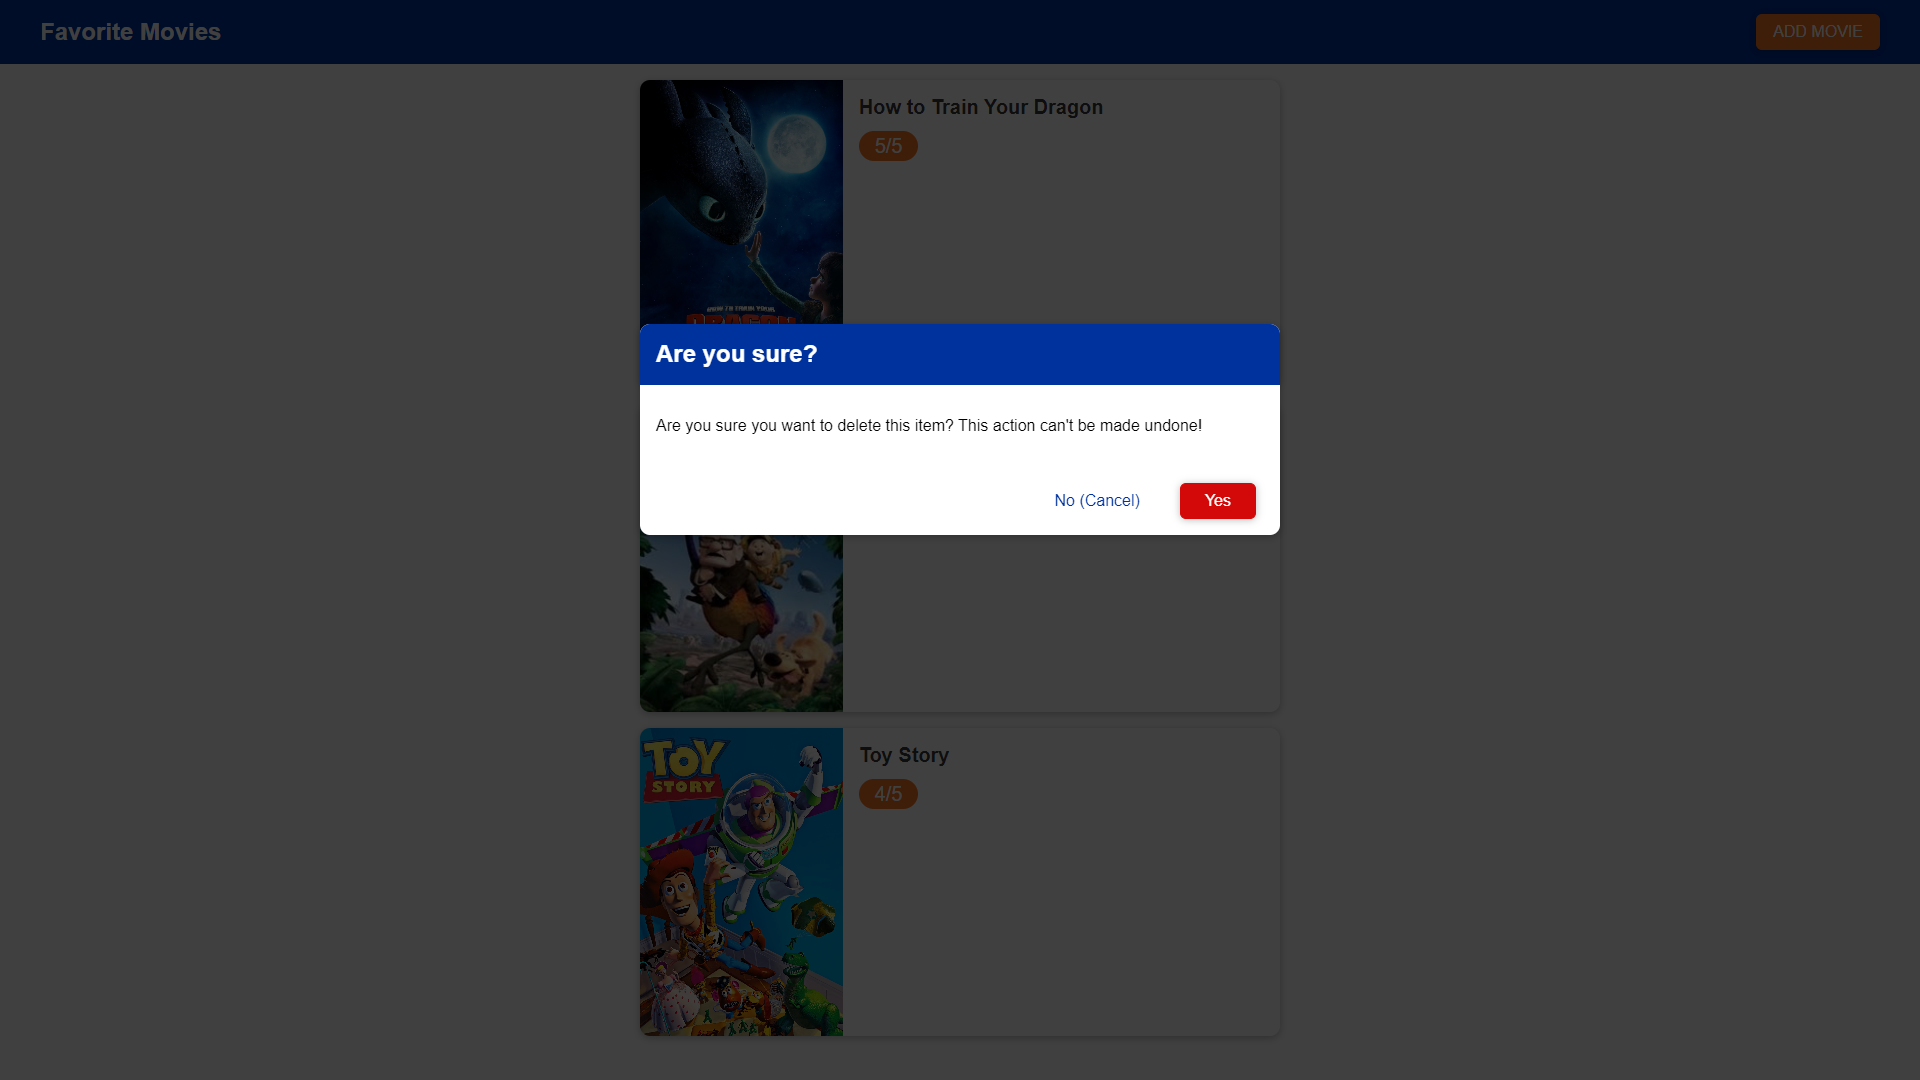 Favorite Movies
ADD MOVIE
How to Train Your Dragon
5/5
HOW TO TRAIN YOUR
DRAGON
Are you sure?
Are you sure you want to delete this item? This action can't be made undone!
No (Cancel)
Yes
TOY
STORY
Toy Story
4/5